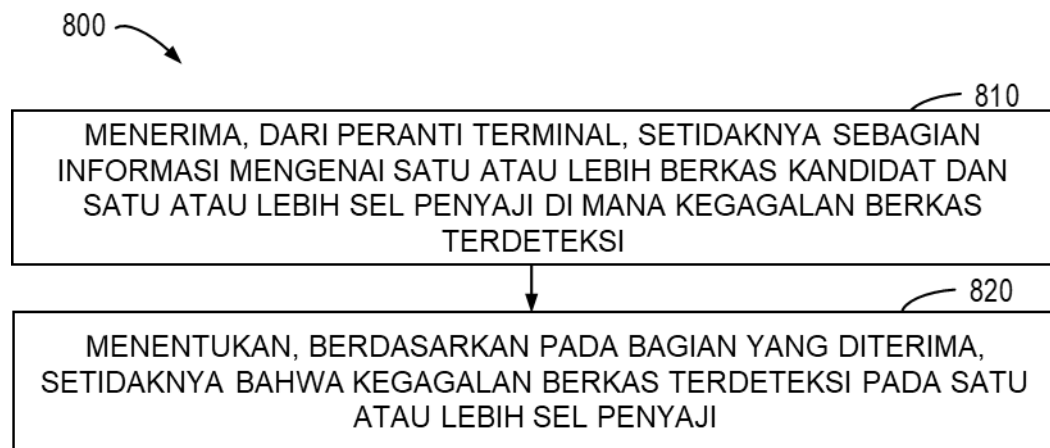 800
810
MENERIMA, DARI PERANTI TERMINAL, SETIDAKNYA SEBAGIAN
INFORMASI MENGENAI SATU ATAU LEBIH BERKAS KANDIDAT DAN
SATU ATAU LEBIH SEL PENYAJI DI MANA KEGAGALAN BERKAS
TERDETEKSI
820
MENENTUKAN, BERDASARKAN PADA BAGIAN YANG DITERIMA,
SETIDAKNYA BAHWA KEGAGALAN BERKAS TERDETEKSI PADA SATU
ATAU LEBIH SEL PENYAJI